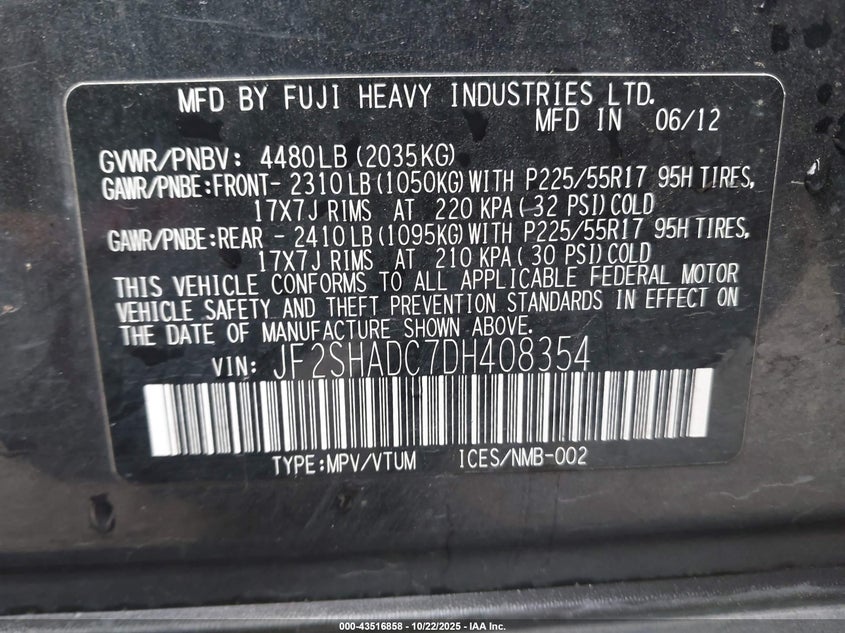 MFD BY FUJI HEAVY INDUSTRIES LTD.
MFD IN 06/12
GVWR/PNBV: 4480LB (2035KG)
GAWR/PNBE:FRONT- 2310LB (1050KG) WITH P225/55R17 95H TIRES,
17X7J RIMS AT 220 KPA ( 32 PSI) COLD
GAWR/PNBE:REAR - 2410LB (1095KG) WITH P225/55R17 95H TIRES,
17X7J RIMS AT 210 KPA ( 30 PSI) COLD
THIS VEHICLE CONFORMS TO ALL APPLICABLE FEDERAL MOTOR
VEHICLE SAFETY AND THEFT PREVENTION STANDARDS IN EFFECT ON
THE DATE OF MANUFACTURE SHOWN ABOVE.
VIN: JF2SHADC7DH408354
TYPE:MPV/VTUM ICES/NMB-002
000-43516858 - 10/22/2025 - IAA Inc.